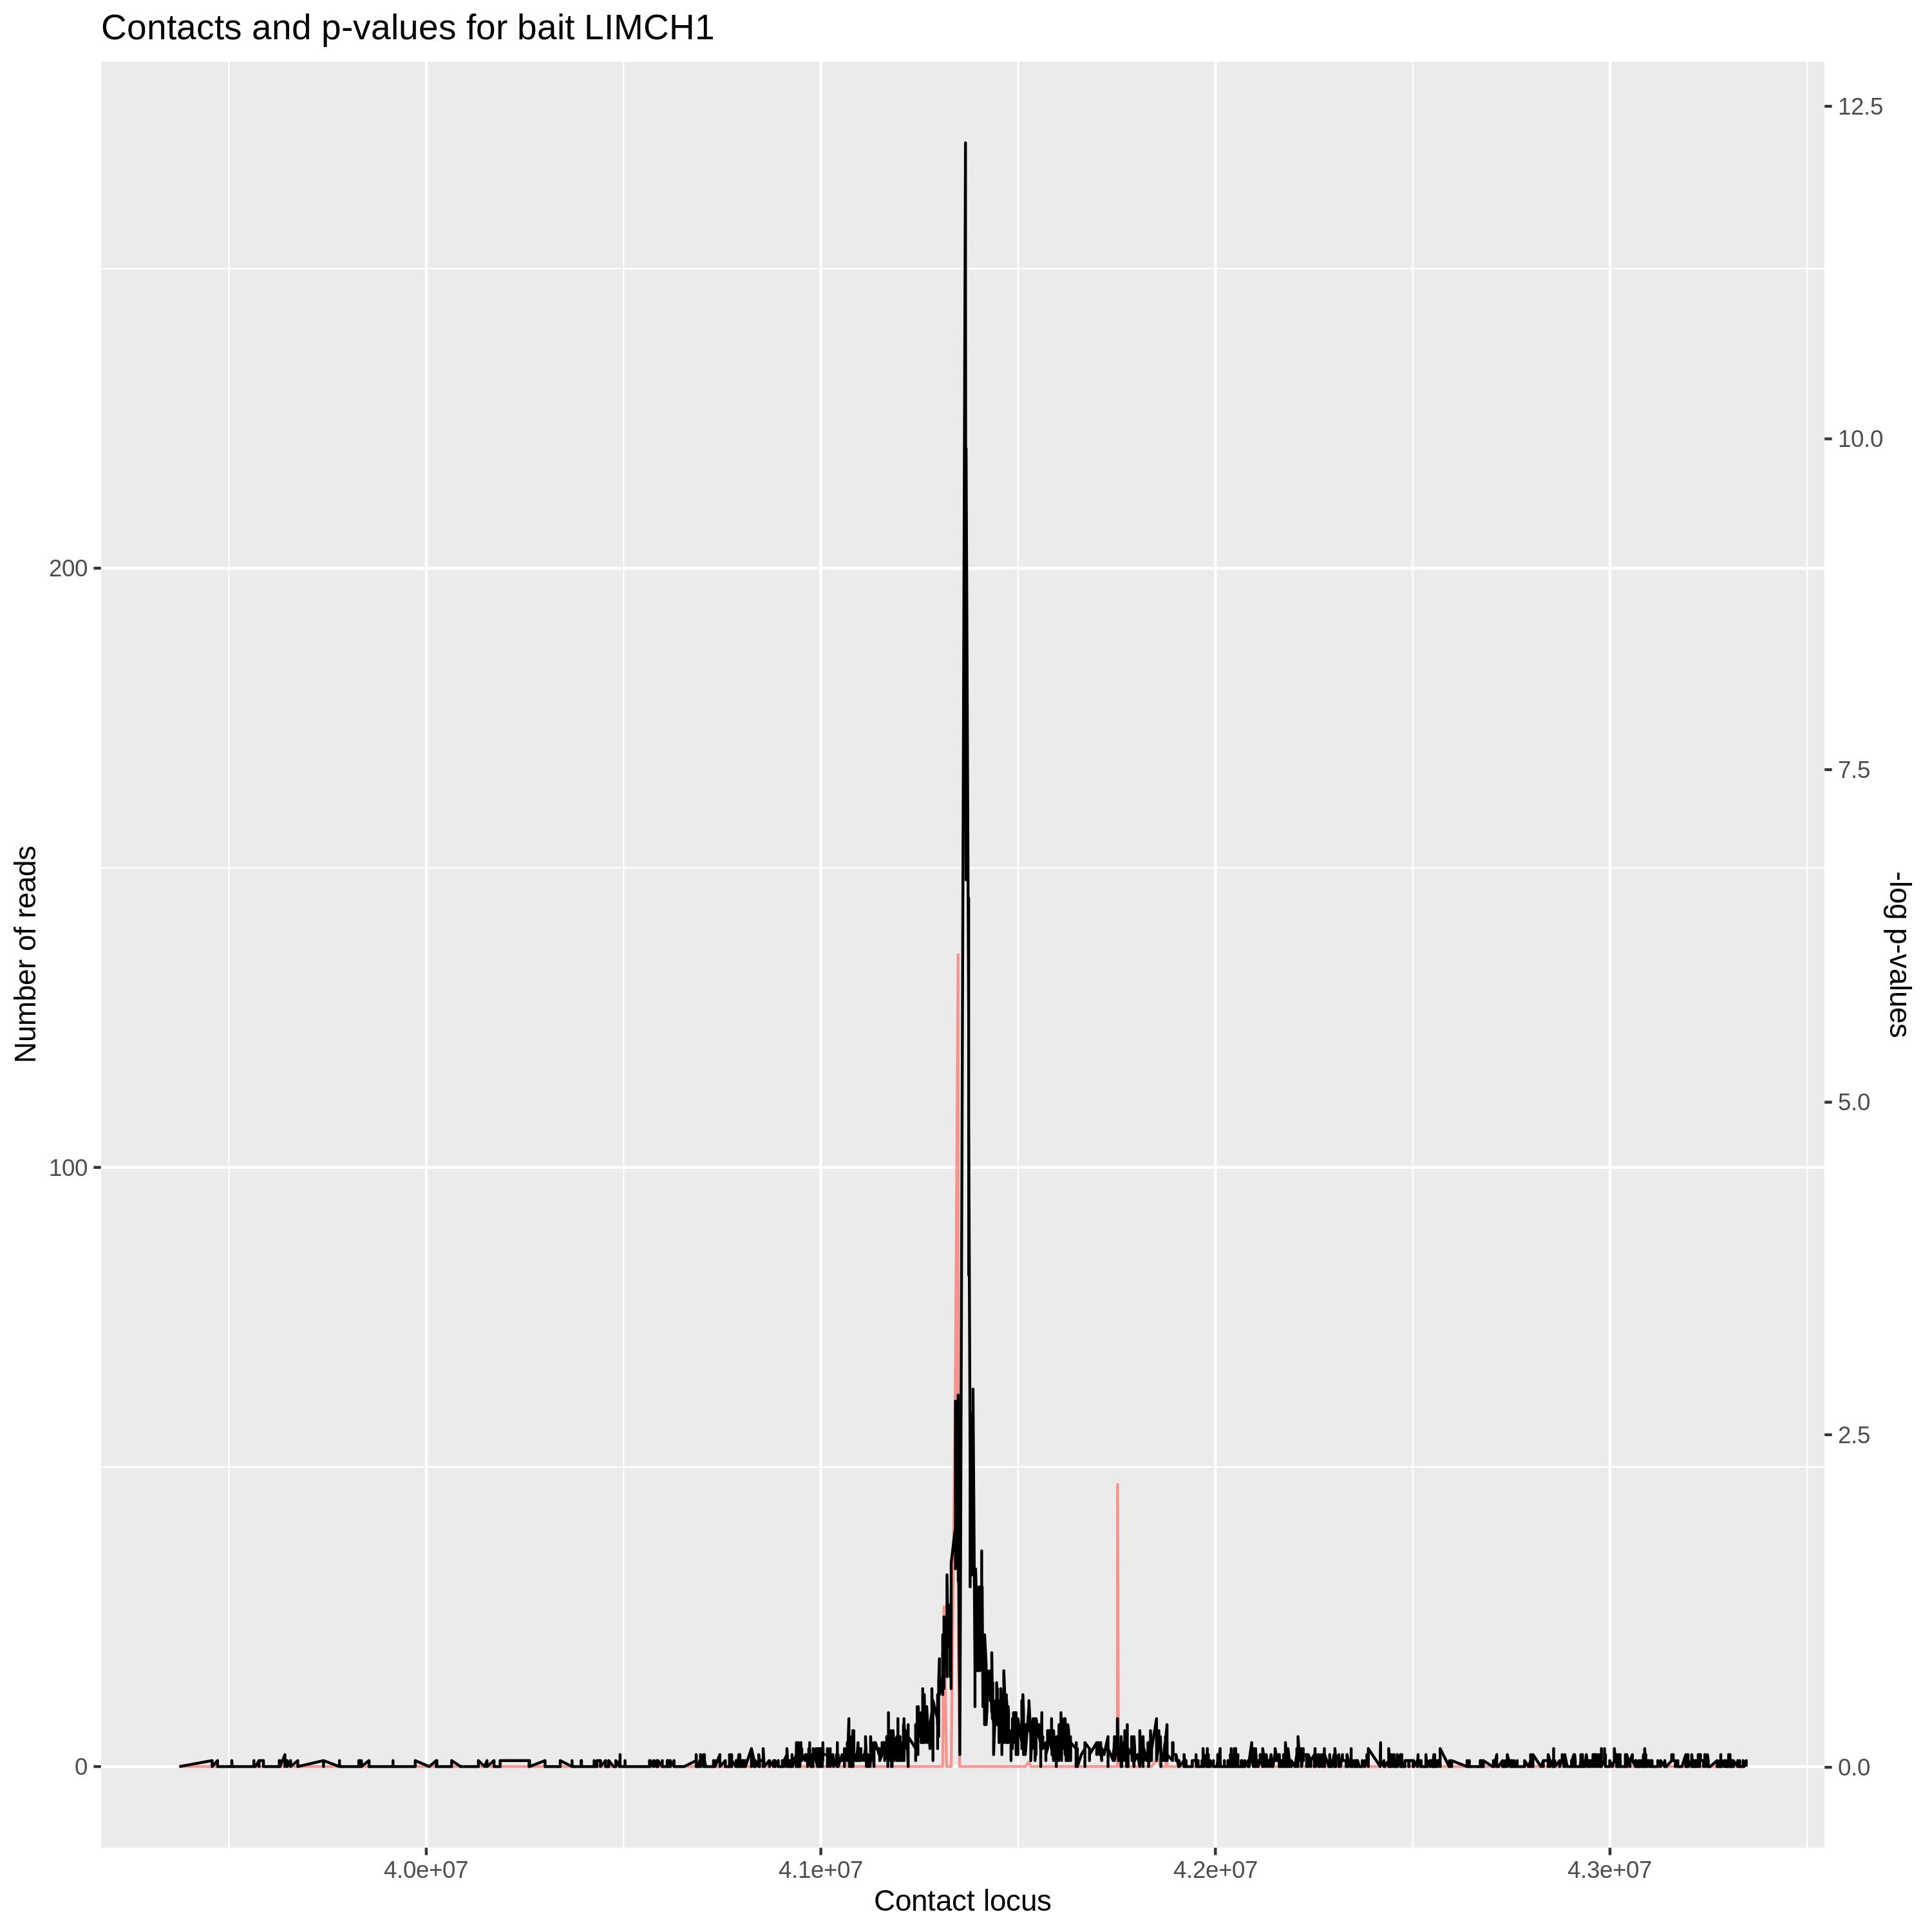 Contacts and p-values for bait LIMCH1
12.5
10.0
200
7.5
Number of reads
-log p-values
5.0
100
2.5
0
0.0
4.0e+07
4.1e+07
4.2e+07
4.3e+07
Contact locus